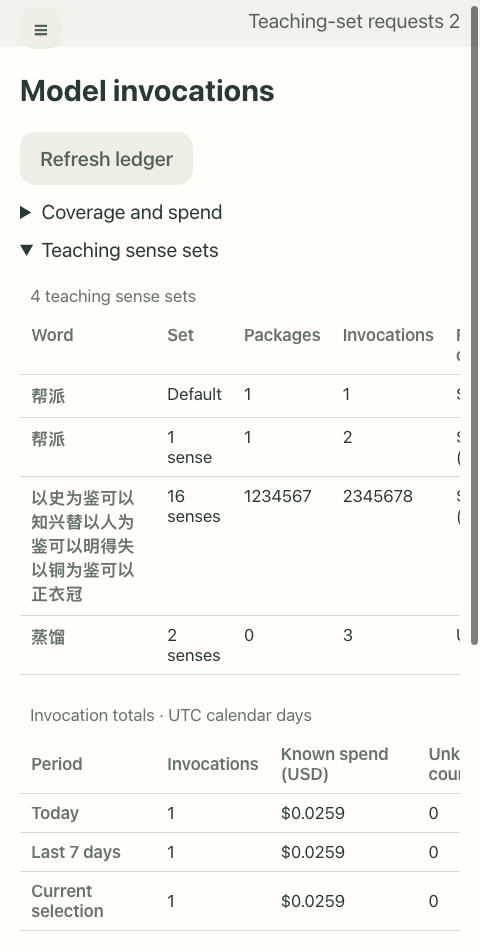 Teaching-set requests 2
Model invocations
Refresh ledger
Coverage and spend
Teaching sense sets
4 teaching sense sets
Word Set Packages Invocations
帮派 Default 1 1
帮派 1 sense 1 2
以史为鉴可以
知兴替以人为
鉴可以明得失
以铜为鉴可以
正衣冠
16 senses 1234567 2345678
蒸馏 2 senses 0 3
Invocation totals · UTC calendar days
Period Invocations Known spend (USD)
Today 1 $0.0259 0
Last 7 days 1 $0.0259 0
Current selection 1 $0.0259 0